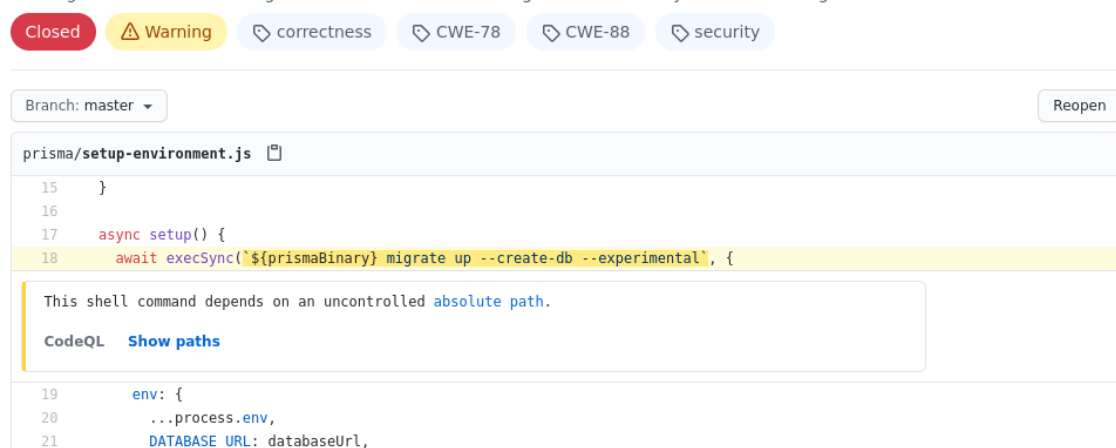 Closed Warning correctness CWE-78 CWE-88 security
Branch: master Reopen
prisma/setup-environment.js
15 }
16
17 async setup() {
18 await execSync(`${prismaBinary} migrate up --create-db --experimental`, {
This shell command depends on an uncontrolled absolute path.
CodeQL Show paths
19 env: {
20 ...process.env,
21 DATABASE_URL: databaseUrl,